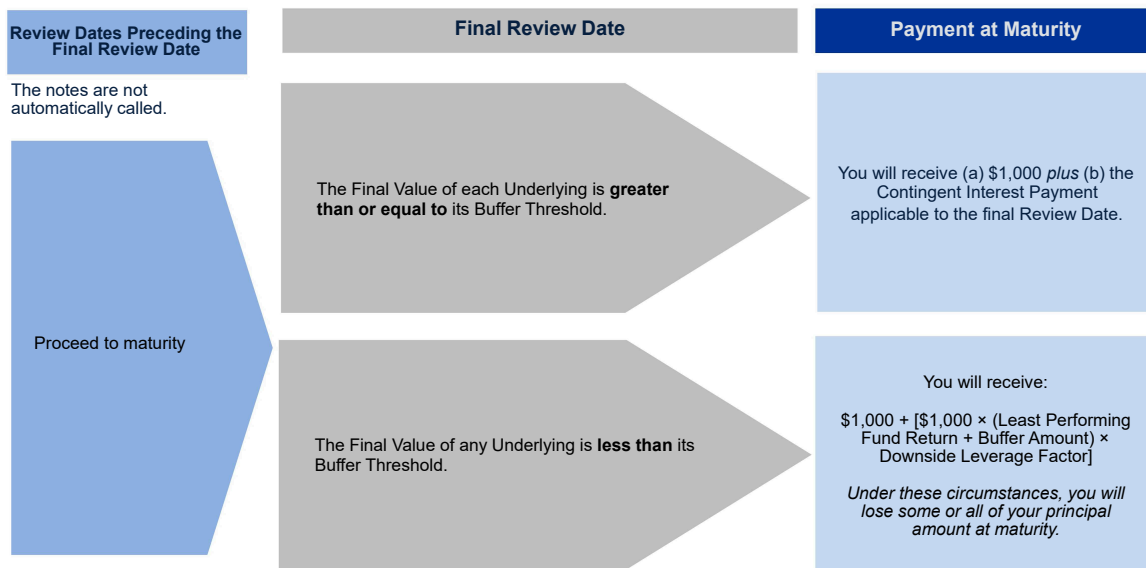 Review Dates Preceding the
Final Review Date
Final Review Date
Payment at Maturity
The notes are not
automatically called.
Proceed to maturity
The Final Value of each Underlying is greater
than or equal to its Buffer Threshold.
You will receive (a) $1,000 plus (b) the
Contingent Interest Payment
applicable to the final Review Date.
The Final Value of any Underlying is less than its
Buffer Threshold.
You will receive:
$1,000 + [$1,000 × (Least Performing
Fund Return + Buffer Amount) ×
Downside Leverage Factor]
Under these circumstances, you will
lose some or all of your principal
amount at maturity.